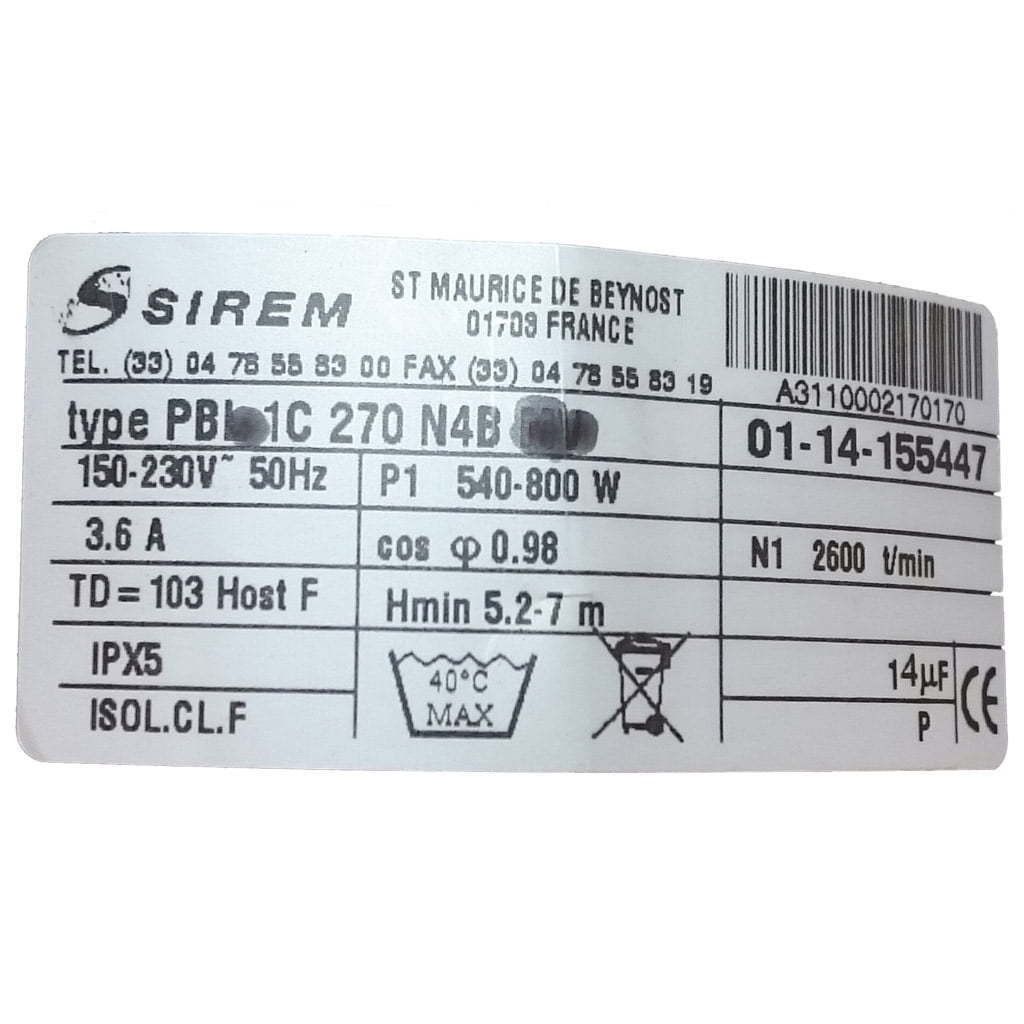 SIREM
ST MAURICE DE BEYNOST
01708 FRANCE
TEL. (33) 04 78 55 83 00 FAX (33) 04 78 55 83 19
A3110002170170
type 1C 270 N4B
01-14-155447
150-230V~ 50Hz
P1 540-800 W
3.6 A
cos φ 0.98
N1 2600 t/min
TD = 103 Host F
Hmin 5.2-7 m
IPX5
40°C
MAX
14µF
ISOL.CL.F
P
CE